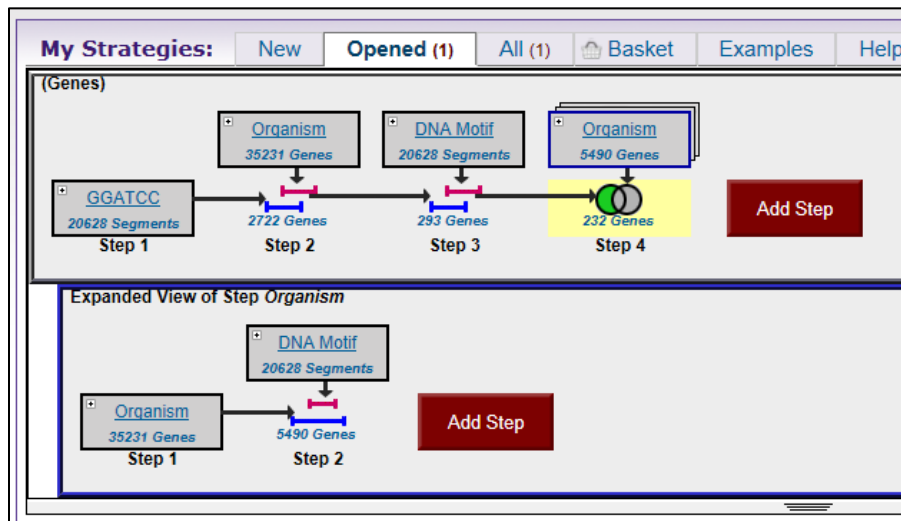 My Strategies: New Opened (1) All (1) Basket Examples Help
(Genes)
Organism
35231 Genes
DNA Motif
20628 Segments
Organism
5490 Genes
GGATCC
20628 Segments
Step 1
2722 Genes
Step 2
293 Genes
Step 3
232 Genes
Step 4
Add Step
Expanded View of Step Organism
DNA Motif
20628 Segments
Organism
35231 Genes
Step 1
5490 Genes
Step 2
Add Step